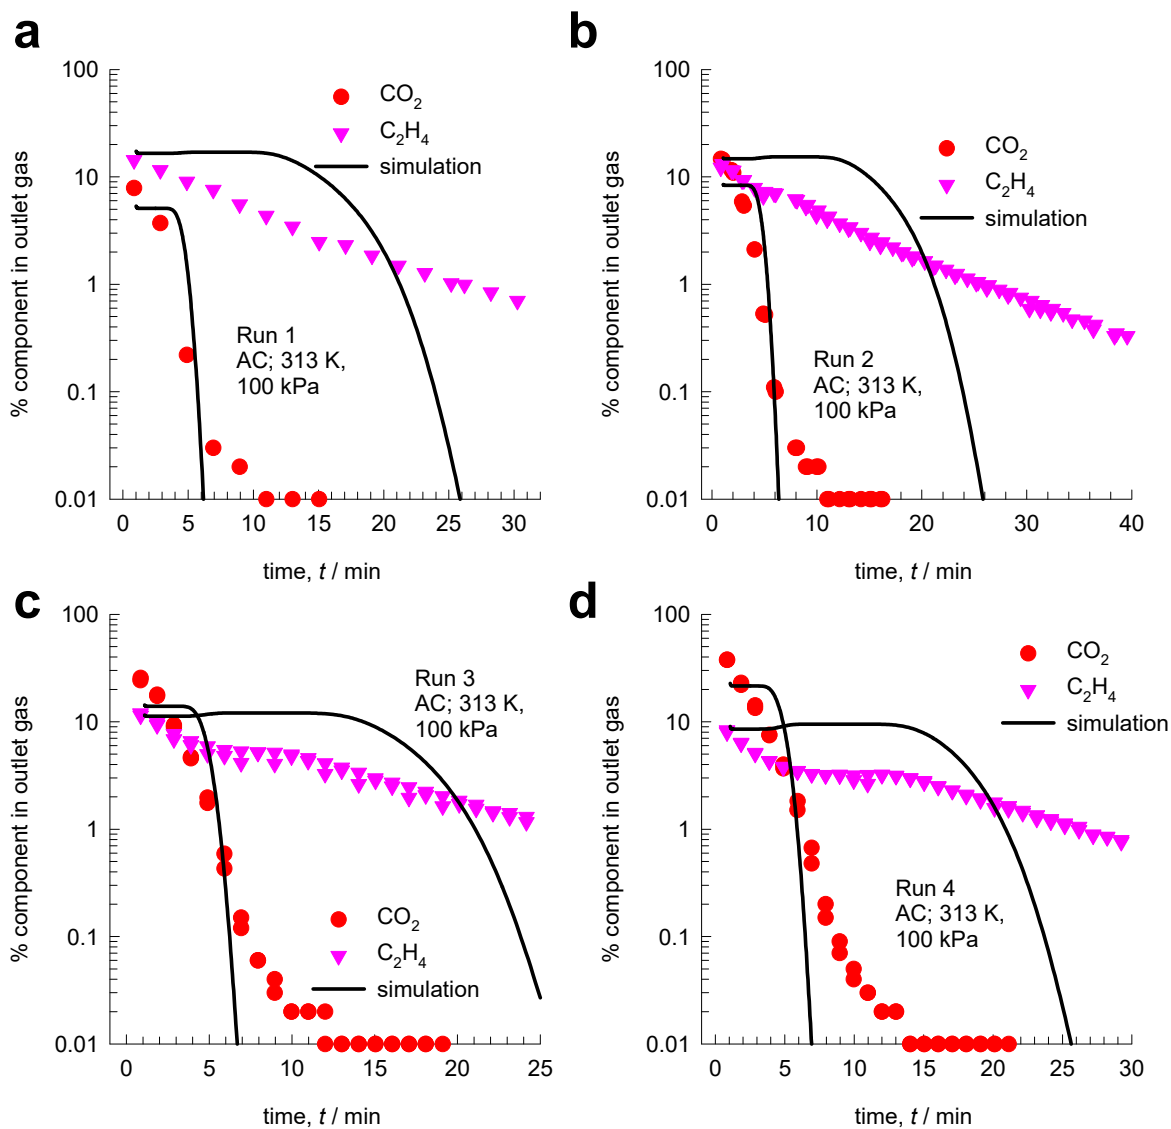 a
% component in outlet gas
100
10
1
0.1
0.01
CO2
C2H4
simulation
Run 1
AC; 313 K,
100 kPa
0 5 10 15 20 25 30
time, t / min
b
% component in outlet gas
100
10
1
0.1
0.01
CO2
C2H4
simulation
Run 2
AC; 313 K,
100 kPa
0 10 20 30 40
time, t / min
c
% component in outlet gas
100
10
1
0.1
0.01
Run 3
AC; 313 K,
100 kPa
CO2
C2H4
simulation
0 5 10 15 20 25
time, t / min
d
% component in outlet gas
100
10
1
0.1
0.01
CO2
C2H4
simulation
Run 4
AC; 313 K,
100 kPa
0 5 10 15 20 25 30
time, t / min